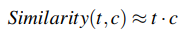 Similarity(t,c) ≈ t · c